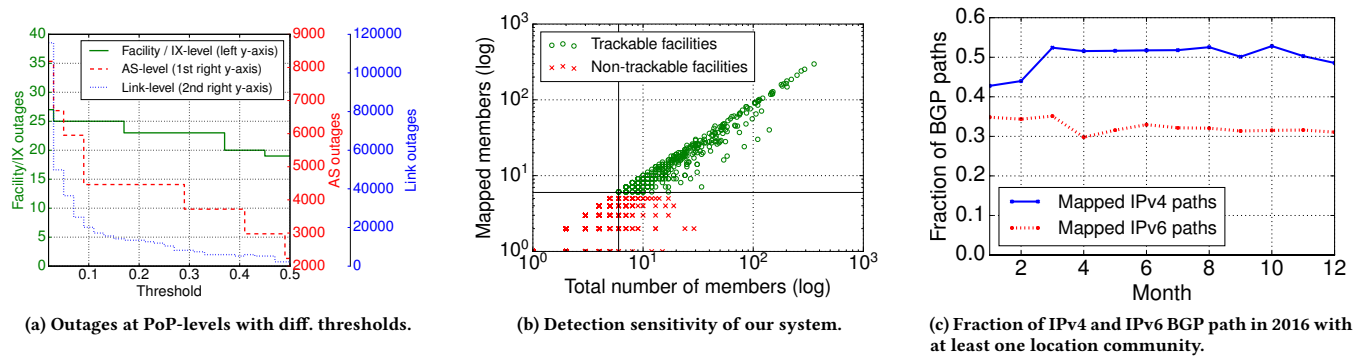 40
35
30
25
20
15
10
5
0
Facility/IX outages
Facility / IX-level (left y-axis)
AS-level (1st right y-axis)
Link-level (2nd right y-axis)
0.1 0.2 0.3 0.4 0.5
Threshold
9000
8000
7000
6000
5000
4000
3000
2000
AS outages
120000
100000
80000
60000
40000
20000
0
Link outages
(a) Outages at PoP-levels with diff. thresholds.
10³
10²
10¹
10⁰
Mapped members (log)
Trackable facilities
Non-trackable facilities
10⁰ 10¹ 10² 10³
Total number of members (log)
(b) Detection sensitivity of our system.
0.6
0.5
0.4
0.3
0.2
0.1
0.0
Fraction of BGP paths
Mapped IPv4 paths
Mapped IPv6 paths
2 4 6 8 10 12
Month
(c) Fraction of IPv4 and IPv6 BGP path in 2016 with
at least one location community.